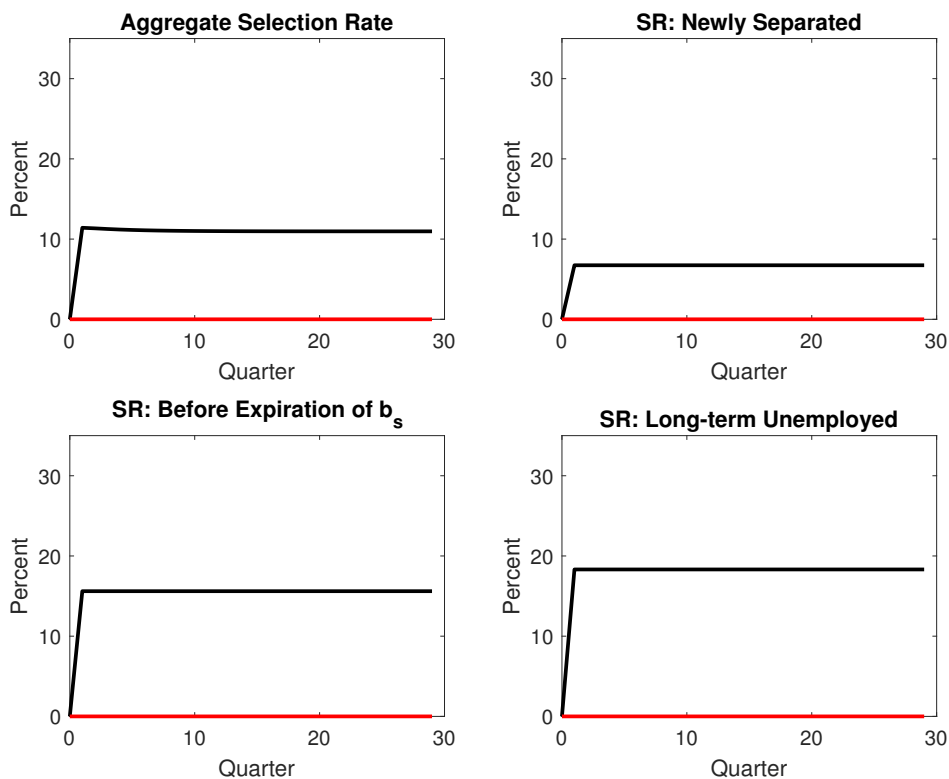 Aggregate Selection Rate
Percent
30
20
10
0
0 10 20 30
Quarter
SR: Newly Separated
Percent
30
20
10
0
0 10 20 30
Quarter
SR: Before Expiration of b_s
Percent
30
20
10
0
0 10 20 30
Quarter
SR: Long-term Unemployed
Percent
30
20
10
0
0 10 20 30
Quarter